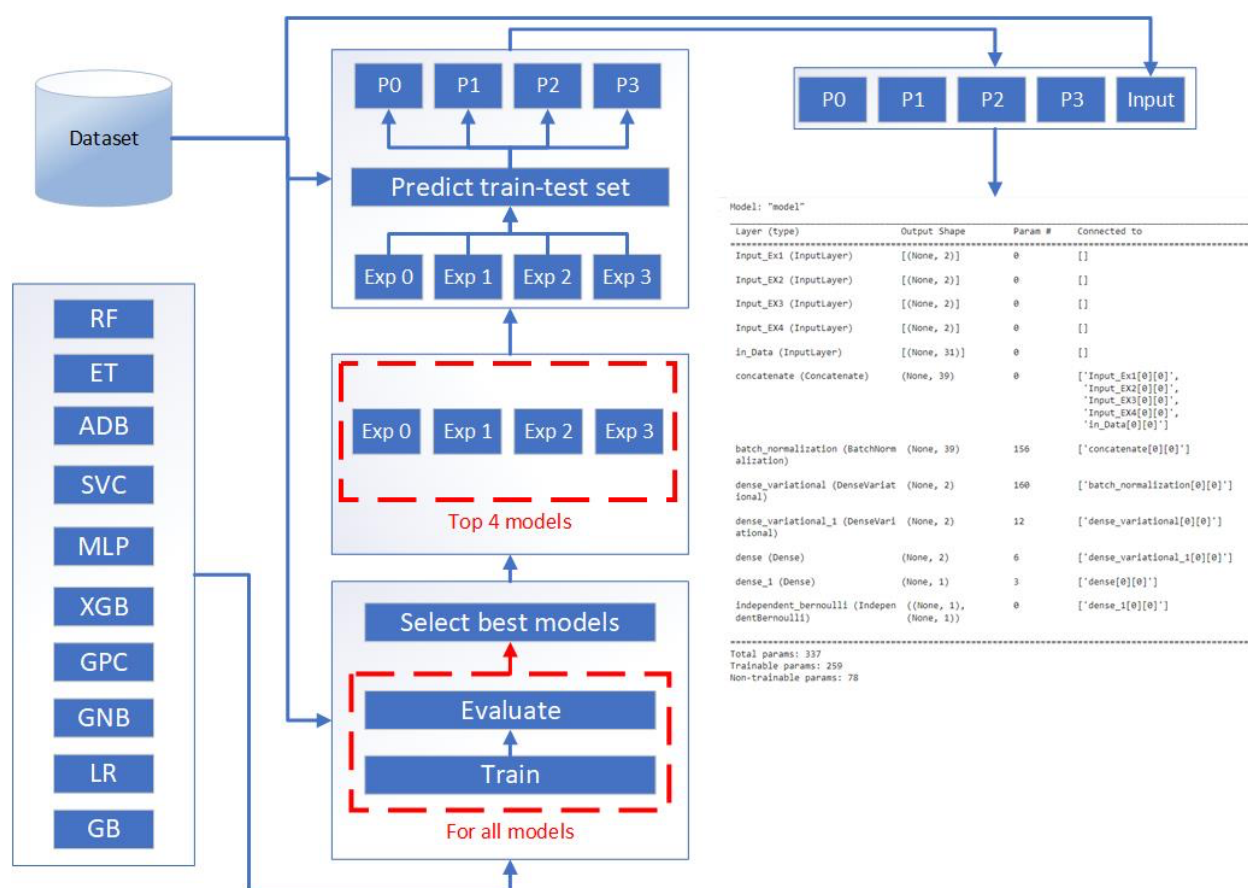 Dataset
P0 P1 P2 P3
Predict train-test set
Exp 0 Exp 1 Exp 2 Exp 3
RF
ET
ADB
SVC
MLP
XGB
GPC
GNB
LR
GB
Exp 0 Exp 1 Exp 2 Exp 3
Top 4 models
Select best models
Evaluate
Train
For all models
P0 P1 P2 P3 Input
Model: "model"
Layer (type) Output Shape Param # Connected to
Input_Ex1 (InputLayer) [(None, 2)] 0 []
Input_EX2 (InputLayer) [(None, 2)] 0 []
Input_EX3 (InputLayer) [(None, 2)] 0 []
Input_EX4 (InputLayer) [(None, 2)] 0 []
in_Data (InputLayer) [(None, 31)] 0 []
concatenate (Concatenate) (None, 39) 0 ['Input_Ex1[0][0]',
'Input_EX2[0][0]',
'Input_EX3[0][0]',
'Input_EX4[0][0]',
'in_Data[0][0]']
batch_normalization (BatchNorm (None, 39) 156 ['concatenate[0][0]']
alization)
dense_variational (DenseVariat (None, 2) 160 ['batch_normalization[0][0]']
ional)
dense_variational_1 (DenseVari (None, 2) 12 ['dense_variational[0][0]']
ational)
dense (Dense) (None, 2) 6 ['dense_variational_1[0][0]']
dense_1 (Dense) (None, 1) 3 ['dense[0][0]']
independent_bernoulli (Indepen ((None, 1), 0 ['dense_1[0][0]']
dentBernoulli) (None, 1))
Total params: 337
Trainable params: 259
Non-trainable params: 78